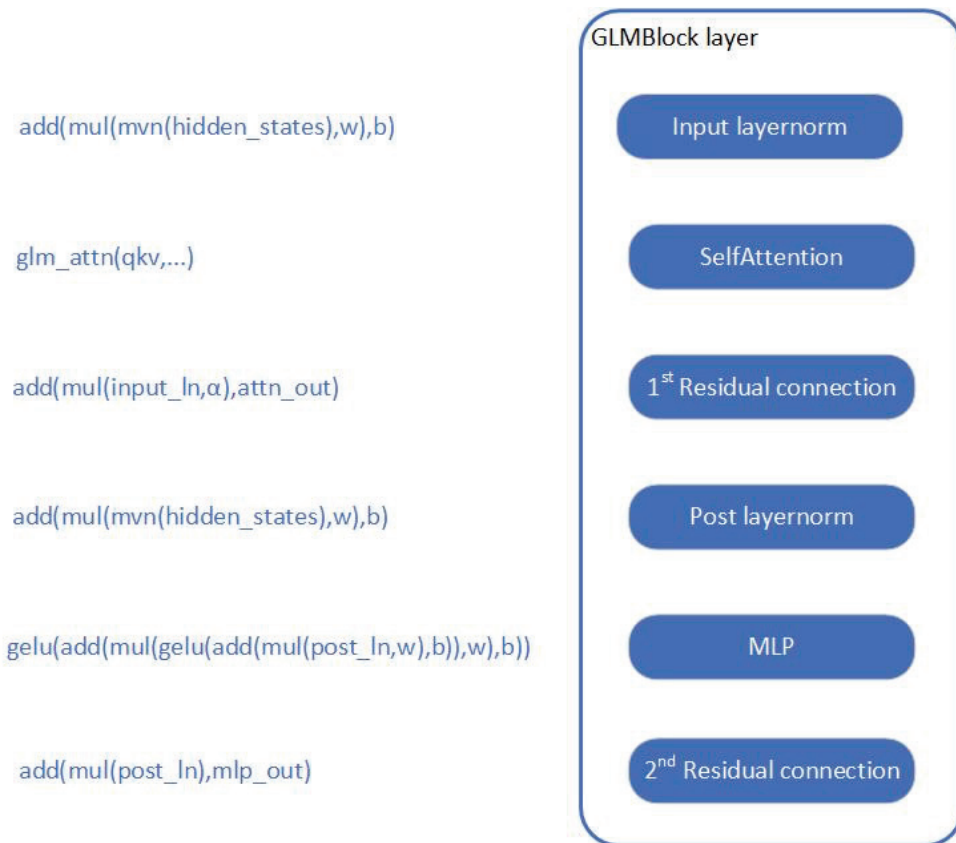 GLMBlock layer
add(mul(mvn(hidden_states),w),b)
Input layernorm
glm_attn(qkv,...)
SelfAttention
add(mul(input_ln,α),attn_out)
1st Residual connection
add(mul(mvn(hidden_states),w),b)
Post layernorm
gelu(add(mul(gelu(add(mul(post_ln,w),b)),w),b))
MLP
add(mul(post_ln),mlp_out)
2nd Residual connection